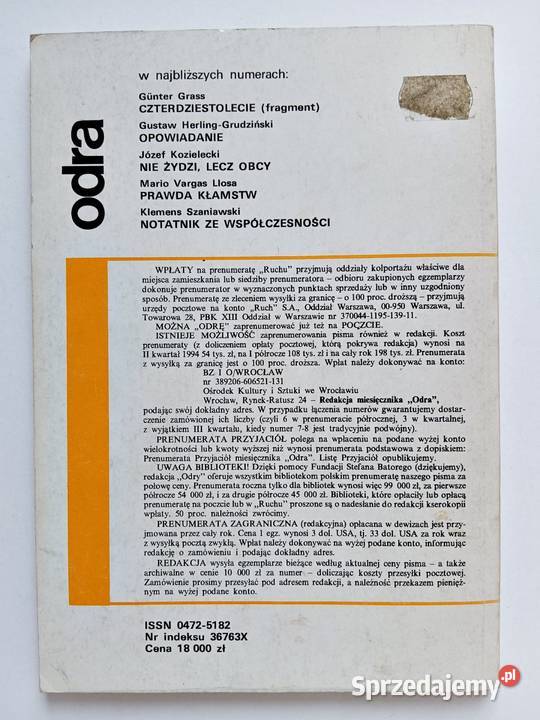 odra
w najbliższych numerach:
Günter Grass
CZTERDZIESTOLECIE (fragment)
Gustaw Herling-Grudziński
OPOWIADANIE
Józef Kozielecki
NIE ŻYDZI, LECZ OBCY
Mario Vargas Llosa
PRAWDA KŁAMSTW
Klemens Szaniawski
NOTATNIK ZE WSPÓŁCZESNOŚCI
WPŁATY na prenumeratę „Ruchu” przyjmują oddziały kolportażu właściwe dla
miejsca zamieszkania lub siedziby prenumeratora – odbioru zakupionych egzemplarzy
dokonuje prenumerator w wyznaczonych punktach sprzedaży lub w inny uzgodniony
sposób. Prenumeratę ze zleceniem wysyłki za granicę – o 100 proc. droższą – przyjmują
urzędy pocztowe na konto „Ruch” S.A., Oddział Warszawa, 00-950 Warszawa, ul.
Towarowa 28, PBK XIII Oddział w Warszawie nr 370044-1195-139-11.
MOŻNA „ODRĘ” zaprenumerować już też na POCZCIE.
ISTNIEJE MOŻLIWOŚĆ zaprenumerowania pisma również w redakcji. Koszt
prenumeraty (z doliczeniem opłaty pocztowej, którą pokrywa redakcja) wynosi na
II kwartał 1994 54 tys. zł, na I półrocze 108 tys. zł i na cały rok 198 tys. zł. Prenumerata
z wysyłką za granicę jest o 100 proc. droższa. Wpłat należy dokonywać na konto:
BZ I O/WROCŁAW
nr 389206-606521-131
Ośrodek Kultury i Sztuki we Wrocławiu
Wrocław, Rynek-Ratusz 24 – Redakcja miesięcznika „Odra”,
podając swój dokładny adres. W przypadku łączenia numerów gwarantujemy dostar-
czenie zamówionych ich liczby (czyli 6 w prenumeracie półrocznej, 3 w kwartalnej,
z wyjątkiem III kwartału, kiedy numer 7-8 jest tradycyjnie podwójny).
PRENUMERATA PRZYJACIÓŁ polega na wpłaceniu na podane wyżej konto
wielokrotności lub kwoty wyższej niż wynosi prenumerata podstawowa z dopiskiem:
Prenumerata Przyjaciół miesięcznika „Odra”. Listę Przyjaciół opublikujemy.
UWAGA BIBLIOTEKI! Dzięki pomocy Fundacji Stefana Batorego (dziękujemy),
redakcja „Odry” oferuje wszystkim bibliotekom polskim prenumeratę naszego pisma za
połowę ceny. Prenumerata roczna tylko dla bibliotek wynosi więc 99 000 zł, za pierwsze
półrocze 54 000 zł, i za drugie półrocze 45 000 zł. Biblioteki, które opłaciły lub opłacą
prenumeratę na poczcie lub w „Ruchu” proszone są o nadesłanie do redakcji kserokopii
wpłaty. 50 proc. należności zwrócimy.
PRENUMERATA ZAGRANICZNA (redakcyjna) opłacana w dewizach jest przyj-
mowana przez cały rok. Cena 1 egz. wynosi 3 dol. USA, tj. 33 dol. USA za rok wraz
z wysyłką pocztą zwykłą. Wpłat należy dokonywać na wyżej podane konto, informując
redakcję o zamówieniu i podając dokładny adres.
REDAKCJA wysyła egzemplarze bieżące według aktualnej ceny pisma – a także
archiwalne w cenie 10 000 zł za numer – doliczając koszty przesyłki pocztowej.
Zamówienie prosimy przesyłać pod adresem redakcji, a należność przekazem pienięż-
nym na wyżej podane konto.
ISSN 0472-5182
Nr indeksu 36763X
Cena 18 000 zł
Sprzedajemy.pl